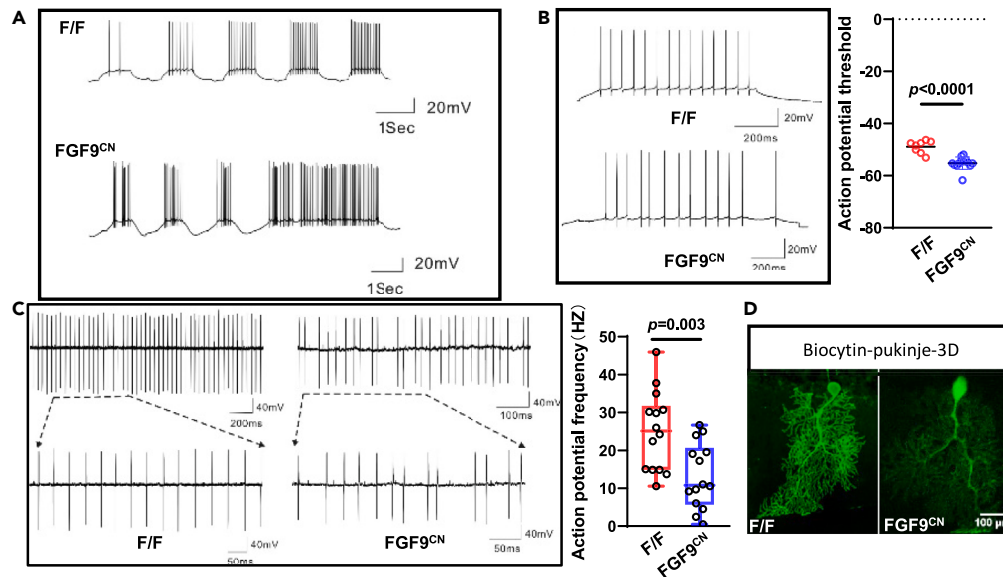 A
F/F
20mV
1Sec
FGF9CN
20mV
1Sec
B
F/F
20mV
200ms
FGF9CN
20mV
200ms
Action potential threshold
0
-20
-40
-60
-80
p<0.0001
F/F
FGF9CN
C
40mV
200ms
40mV
100ms
F/F
40mV
50ms
FGF9CN
40mV
50ms
Action potential frequency(HZ)
50
40
30
20
10
0
p=0.003
F/F
FGF9CN
D
Biocytin-pukinje-3D
F/F
FGF9CN
100 μm